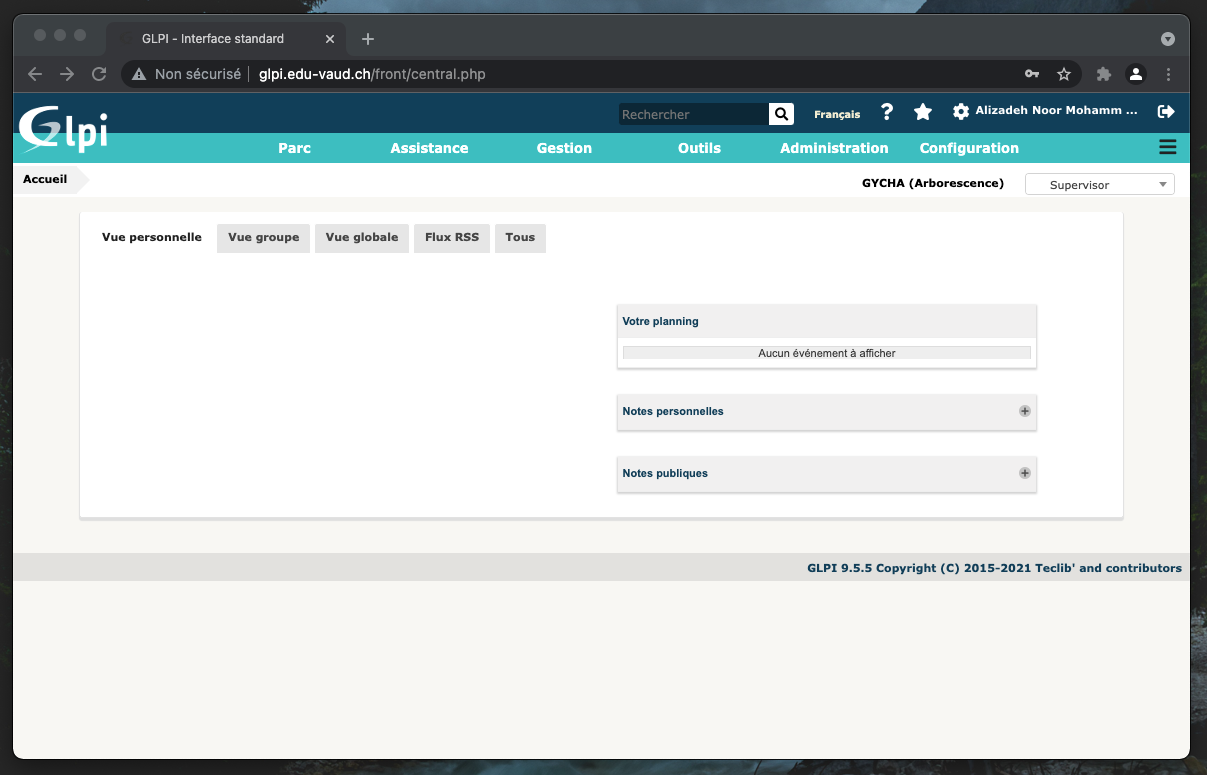 GLPI - Interface standard
Non sécurisé glpi.edu-vaud.ch/front/central.php
Glpi
Rechercher Français ? Alizadeh Noor Mohamm ...
Parc Assistance Gestion Outils Administration Configuration
Accueil GYCHA (Arborescence) Supervisor
Vue personnelle Vue groupe Vue globale Flux RSS Tous
Votre planning
Aucun événement à afficher
Notes personnelles
Notes publiques
GLPI 9.5.5 Copyright (C) 2015-2021 Teclib' and contributors